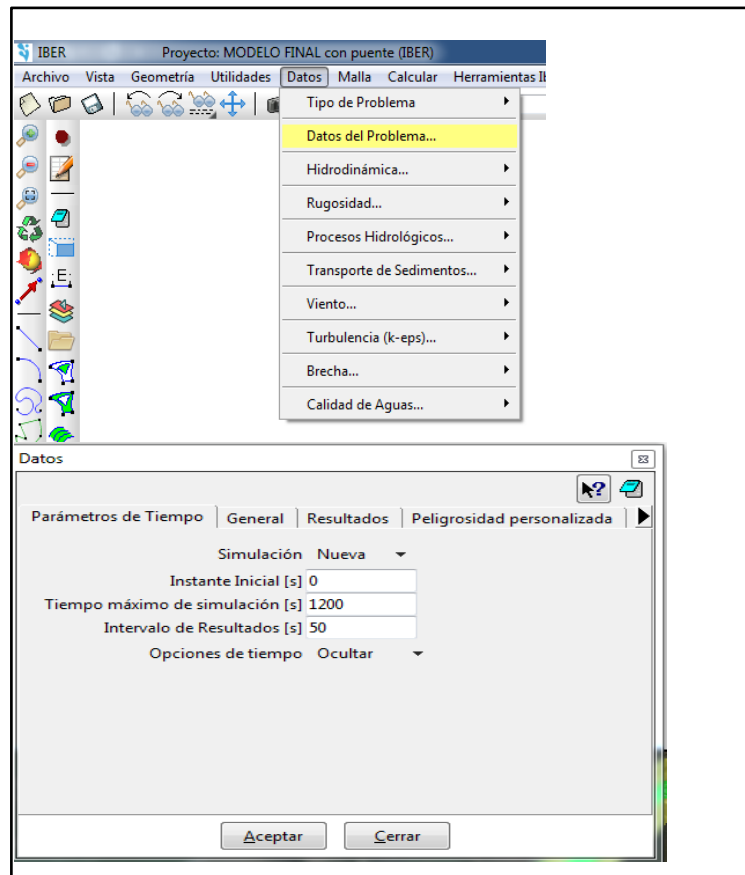 IBER Proyecto: MODELO FINAL con puente (IBER)
Archivo Vista Geometría Utilidades Datos Malla Calcular Herramientas
Tipo de Problema
Datos del Problema...
Hidrodinámica...
Rugosidad...
Procesos Hidrológicos...
Transporte de Sedimentos...
Viento...
Turbulencia (k-eps)...
Brecha...
Calidad de Aguas...
:E:
Datos
Parámetros de Tiempo General Resultados Peligrosidad personalizada
Simulación Nueva
Instante Inicial [s] 0
Tiempo máximo de simulación [s] 1200
Intervalo de Resultados [s] 50
Opciones de tiempo Ocultar
Aceptar Cerrar